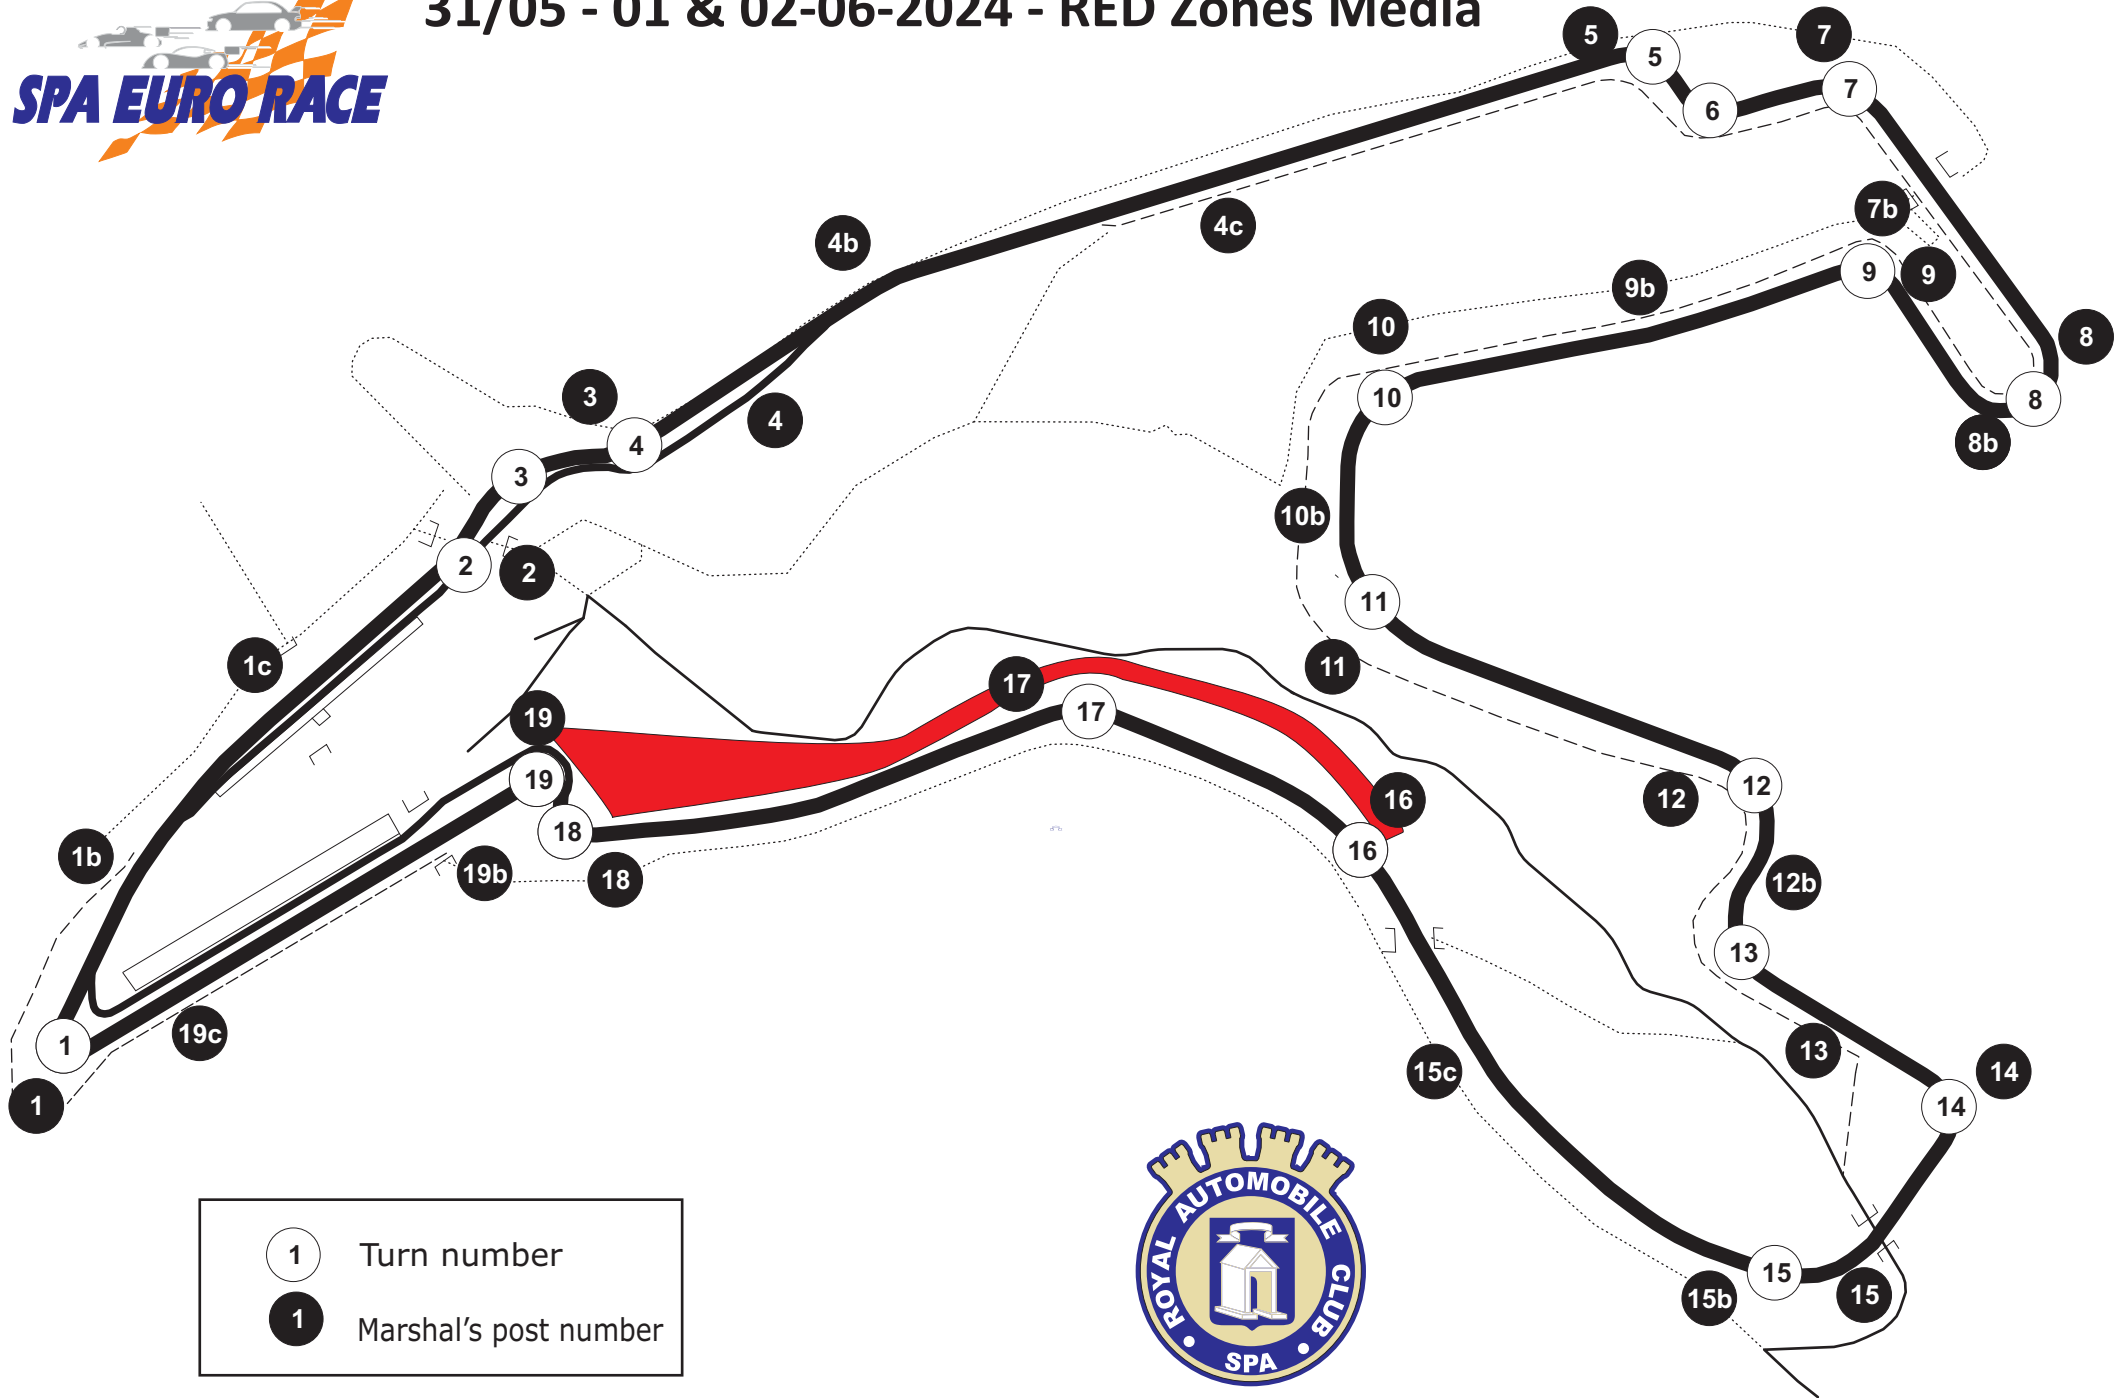 31/05 - 01 & 02-06-2024 - RED Zones Media
SPA EURO RACE
5
5
7
7
6
4b
4c
7b
9
9
9b
10
8
3
10
8
4
4
8b
3
10b
2
2
11
1c
11
17
19
17
12
19
16
12
18
16
1b
19b
18
12b
13
19c
1
13
15c
14
1
14
15
15b
15
1 Turn number
1 Marshal's post number
ROYAL AUTOMOBILE CLUB
SPA